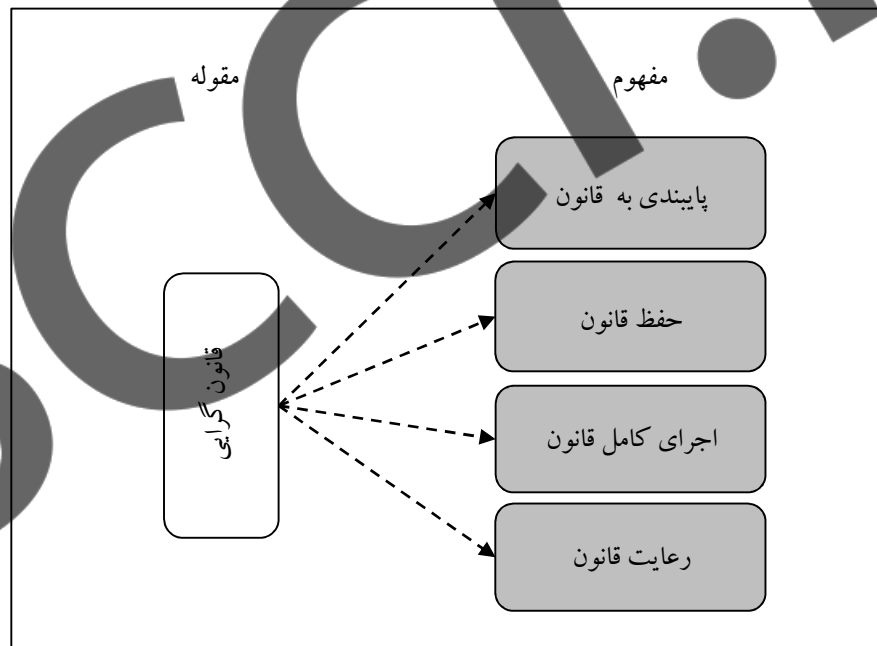 مفهوم
مقوله
پایبندی به قانون
حفظ قانون
قانون گرایی
اجرای کامل قانون
رعایت قانون